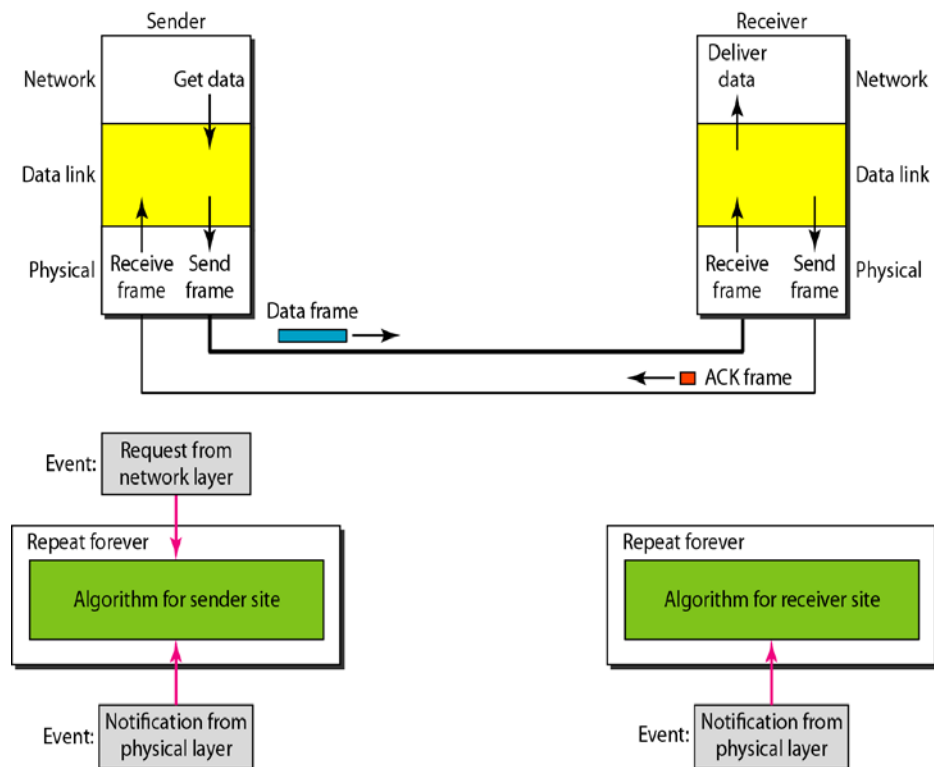 Sender
Receiver
Network
Get data
Deliver
data
Network
Data link
Data link
Physical
Receive
frame
Send
frame
Receive
frame
Send
frame
Physical
Data frame
ACK frame
Event:
Request from
network layer
Repeat forever
Algorithm for sender site
Repeat forever
Algorithm for receiver site
Event:
Notification from
physical layer
Event:
Notification from
physical layer